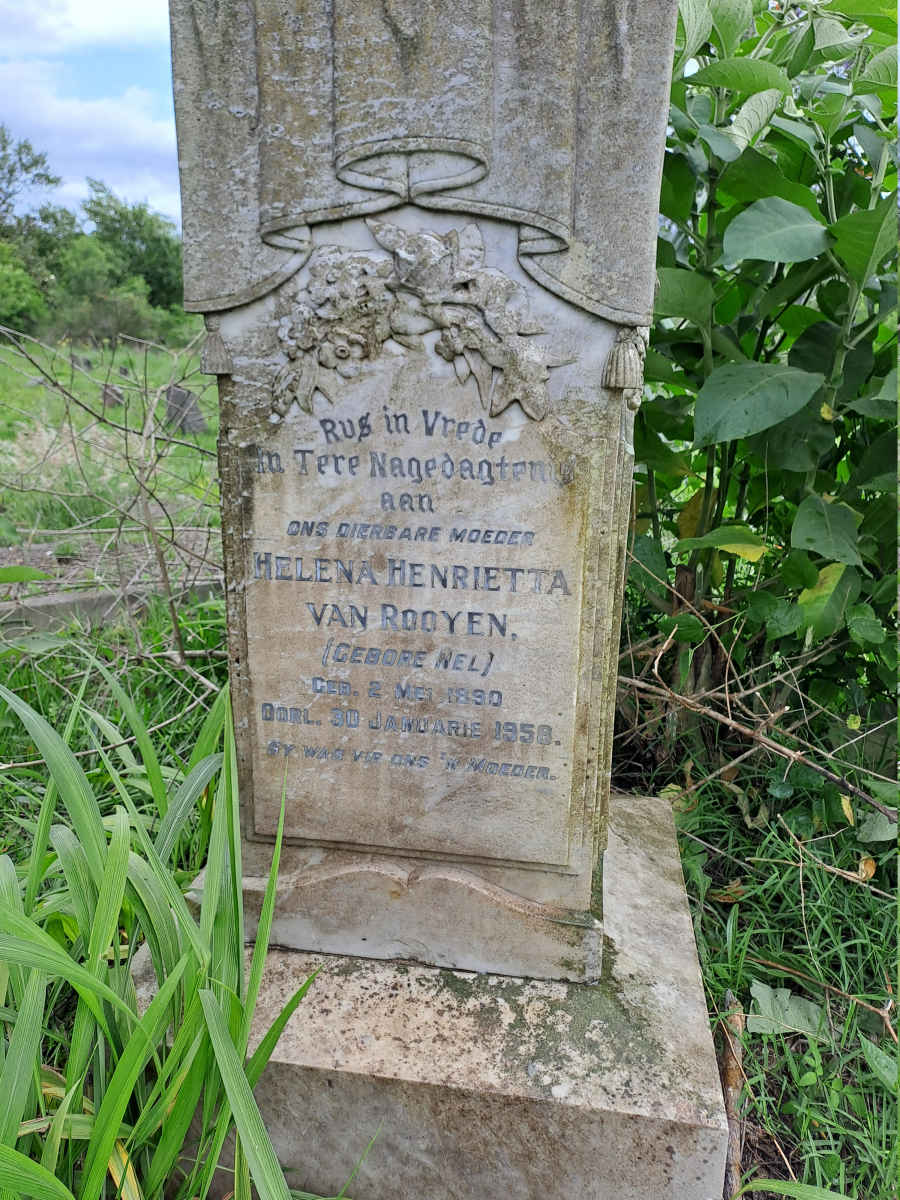 Rus in Vrede
In Tere Nagedagtenis
aan
ONS DIERBARE MOEDER
HELENA HENRIETTA
VAN ROOYEN,
(GEBORE NEL)
GEB. 2 MEI 1890
OORL. 30 JANUARIE 1958.
SY WAS VIR ONS 'N MOEDER.